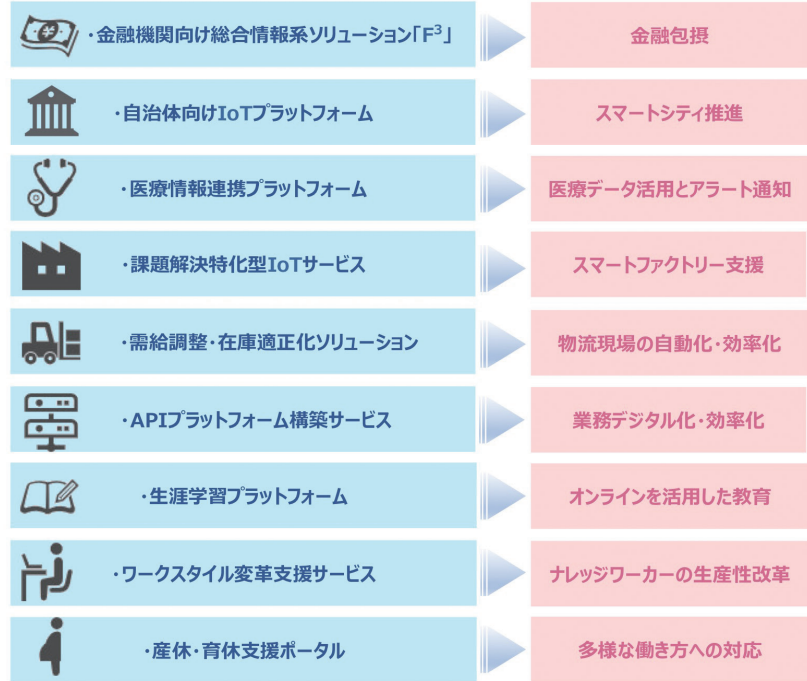 ・金融機関向け総合情報系ソリューション「F³」
金融包摂
・自治体向けIoTプラットフォーム
スマートシティ推進
・医療情報連携プラットフォーム
医療データ活用とアラート通知
・課題解決特化型IoTサービス
スマートファクトリー支援
・需給調整・在庫適正化ソリューション
物流現場の自動化・効率化
・APIプラットフォーム構築サービス
業務デジタル化・効率化
・生涯学習プラットフォーム
オンラインを活用した教育
・ワークスタイル変革支援サービス
ナレッジワーカーの生産性改革
・産休・育休支援ポータル
多様な働き方への対応